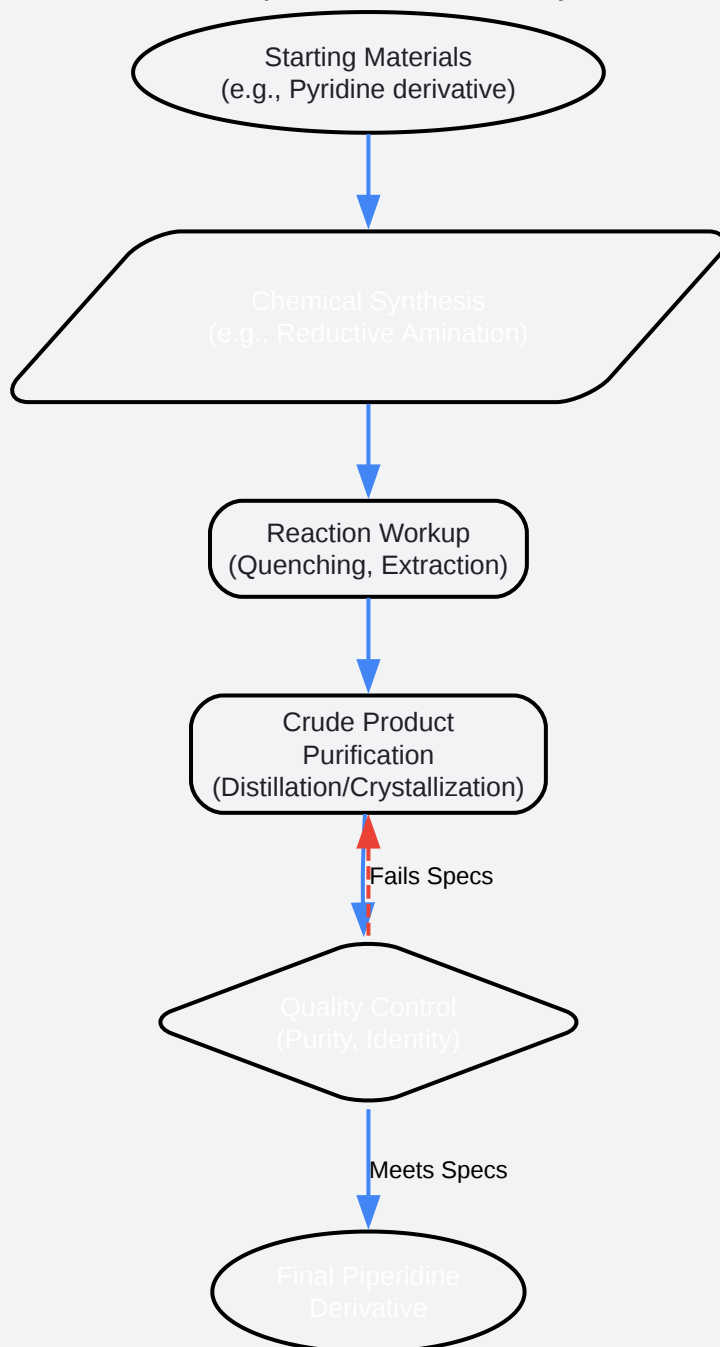 Starting Materials
(e.g., Pyridine derivative)
Chemical Synthesis
(e.g., Reductive Amination)
Reaction Workup
(Quenching, Extraction)
Crude Product
Purification
(Distillation/Crystallization)
Fails Specs
Quality Control
(Purity, Identity)
Meets Specs
Final Piperidine
Derivative